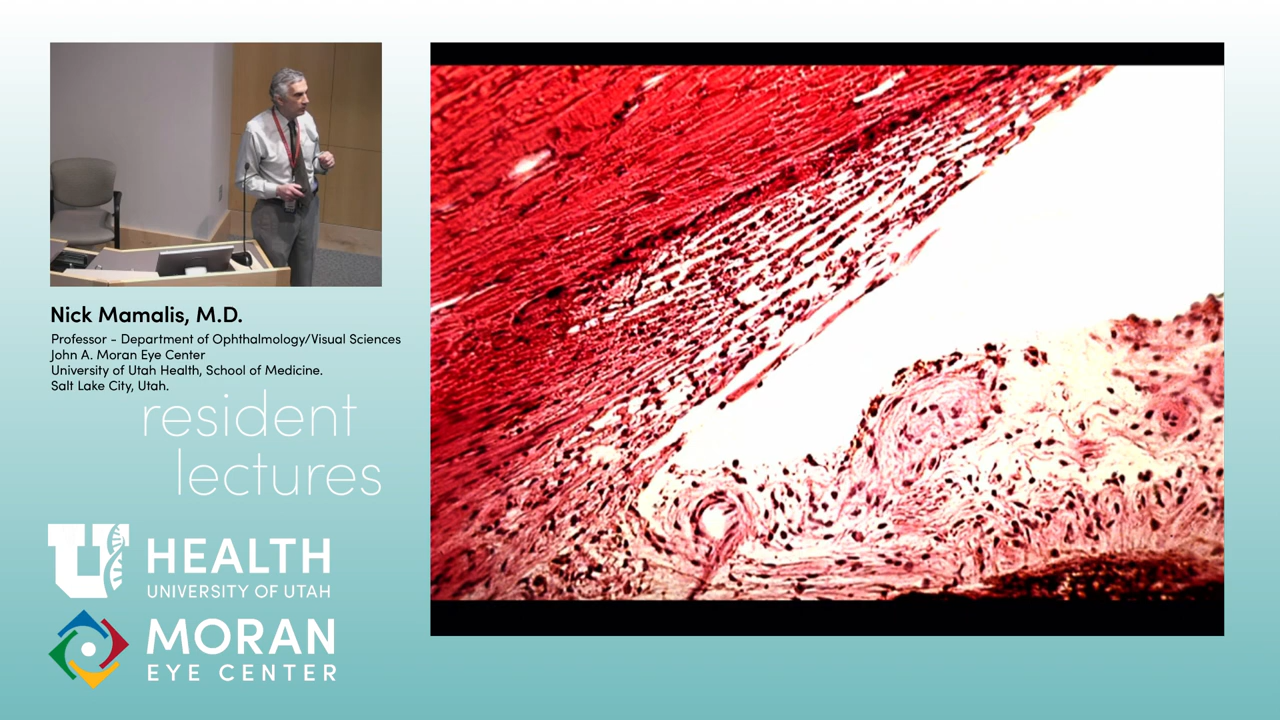 Nick Mamalis, M.D.
Professor - Department of Ophthalmology/Visual Sciences
John A. Moran Eye Center
University of Utah Health, School of Medicine.
Salt Lake City, Utah.
resident
lectures
U HEALTH
UNIVERSITY OF UTAH
MORAN
EYE CENTER